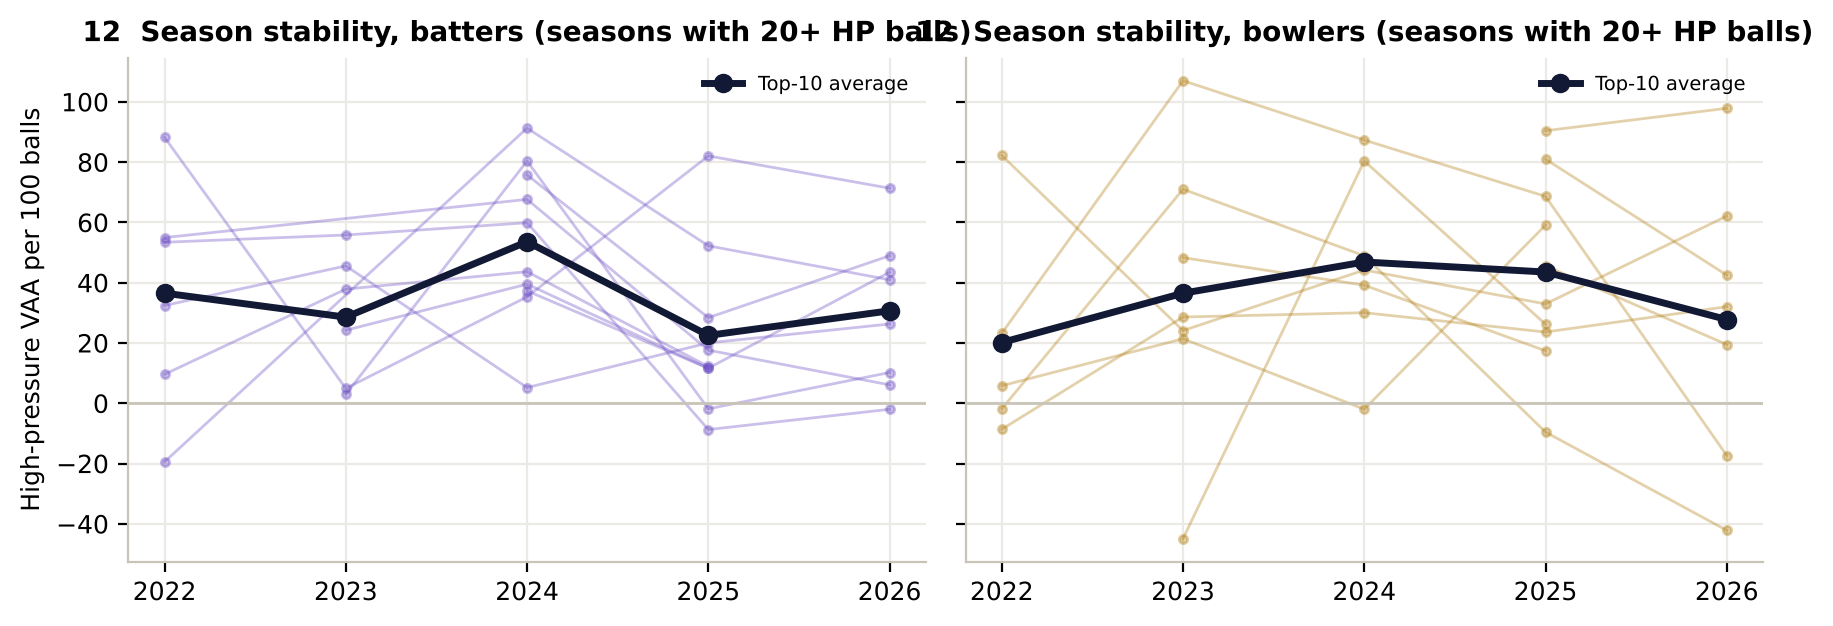 12 Season stability, batters (seasons with 20+ HP balls)
12 Season stability, bowlers (seasons with 20+ HP balls)
High-pressure VAA per 100 balls
Top-10 average
Top-10 average
100
80
60
40
20
0
−20
−40
2022 2023 2024 2025 2026
2022 2023 2024 2025 2026